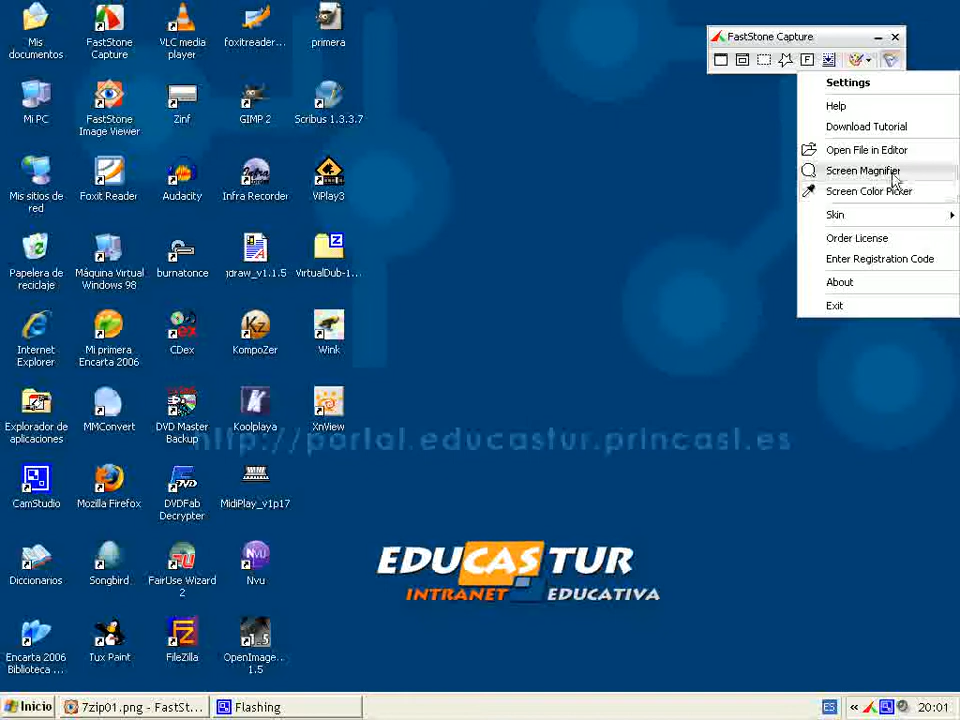 Mis
documentos
FastStone
Capture
VLC media
player
foxitreader...
primera
Mi PC
FastStone
Image Viewer
Zinf
GIMP 2
Scribus 1.3.3.7
Mis sitios de
red
Foxit Reader
Audacity
Infra Recorder
ViPlay3
Papelera de
reciclaje
Máquina Virtual
Windows 98
burnatonce
gdraw_v1.1.5
VirtualDub-1...
Internet
Explorer
Mi primera
Encarta 2006
CDex
KompoZer
Wink
Explorador de
aplicaciones
MMConvert
DVD Master
Backup
Koolplaya
XnView
CamStudio
Mozilla Firefox
DVDFab
Decrypter
MidiPlay_v1p17
Diccionarios
Songbird
FairUse Wizard
2
Nvu
Encarta 2006
Biblioteca ...
Tux Paint
FileZilla
OpenImage...
1.5
FastStone Capture
Settings
Help
Download Tutorial
Open File in Editor
Screen Magnifier
Screen Color Picker
Skin
Order License
Enter Registration Code
About
Exit
http://portal.educastur.princast.es
EDUCASTUR
INTRANET EDUCATIVA
Inicio
7zip01.png - FastSt...
Flashing
ES
«
20:01